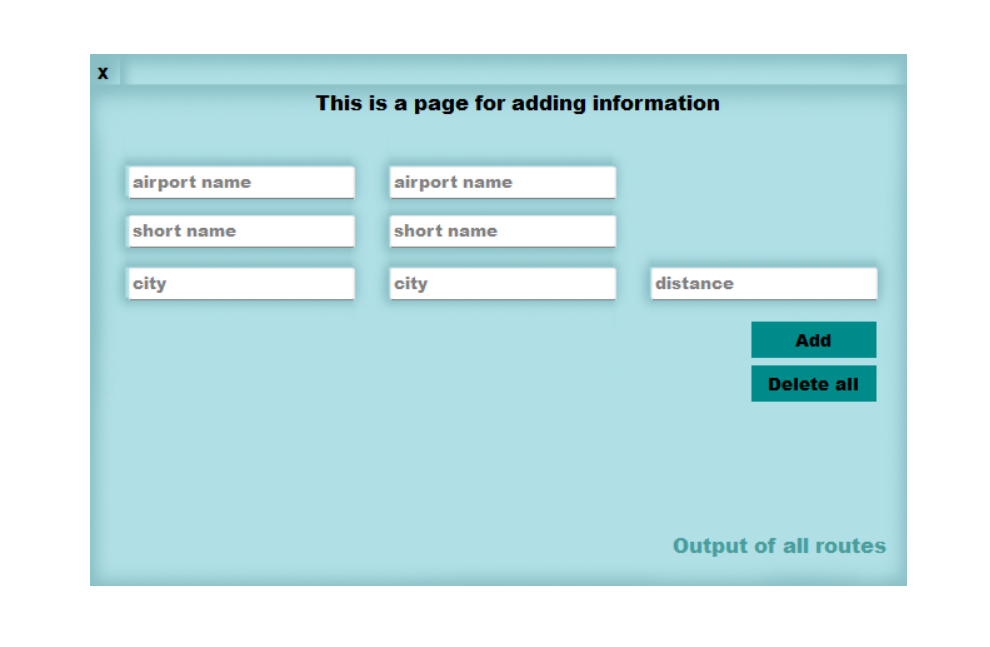 x
This is a page for adding information
airport name airport name
short name short name
city city distance
Add
Delete all
Output of all routes